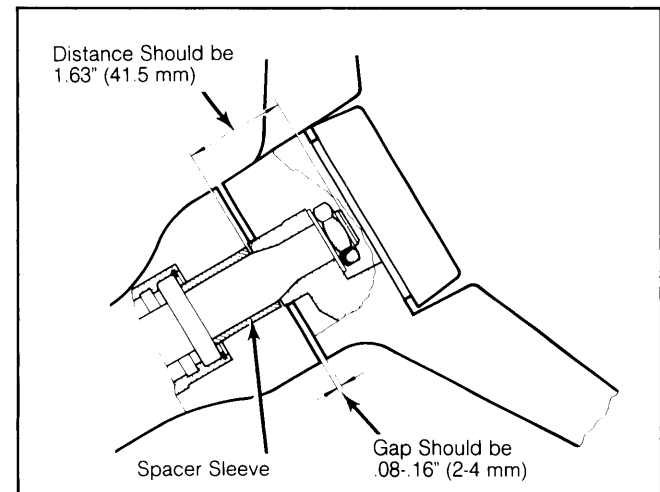 Distance Should be
1.63" (41.5 mm)
Spacer Sleeve
Gap Should be
.08-.16" (2-4 mm)